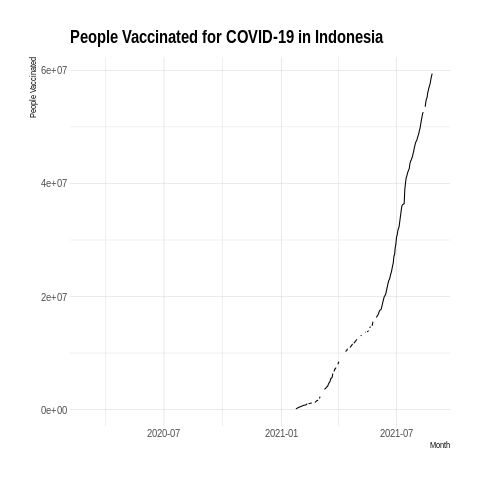 People Vaccinated for COVID-19 in Indonesia
People Vaccinated
6e+07
4e+07
2e+07
0e+00
2020-07
2021-01
2021-07
Month